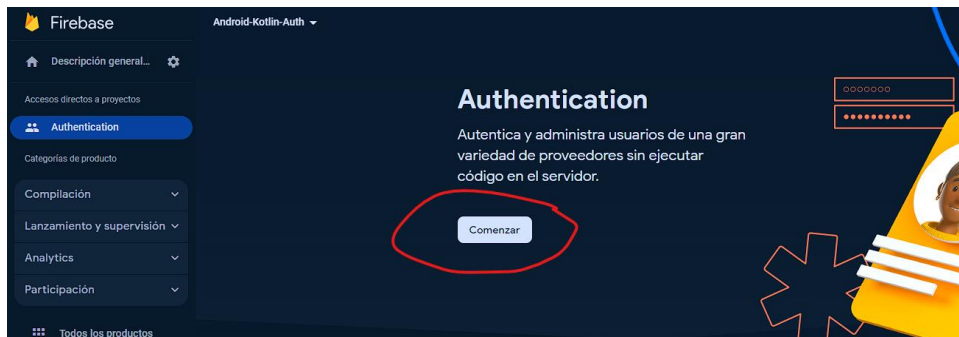 Firebase
Android-Kotlin-Auth
Descripción general...
Accesos directos a proyectos
Authentication
Categorías de producto
Compilación
Lanzamiento y supervisión
Analytics
Participación
Todos los productos
Authentication
Autentica y administra usuarios de una gran
variedad de proveedores sin ejecutar
código en el servidor.
Comenzar